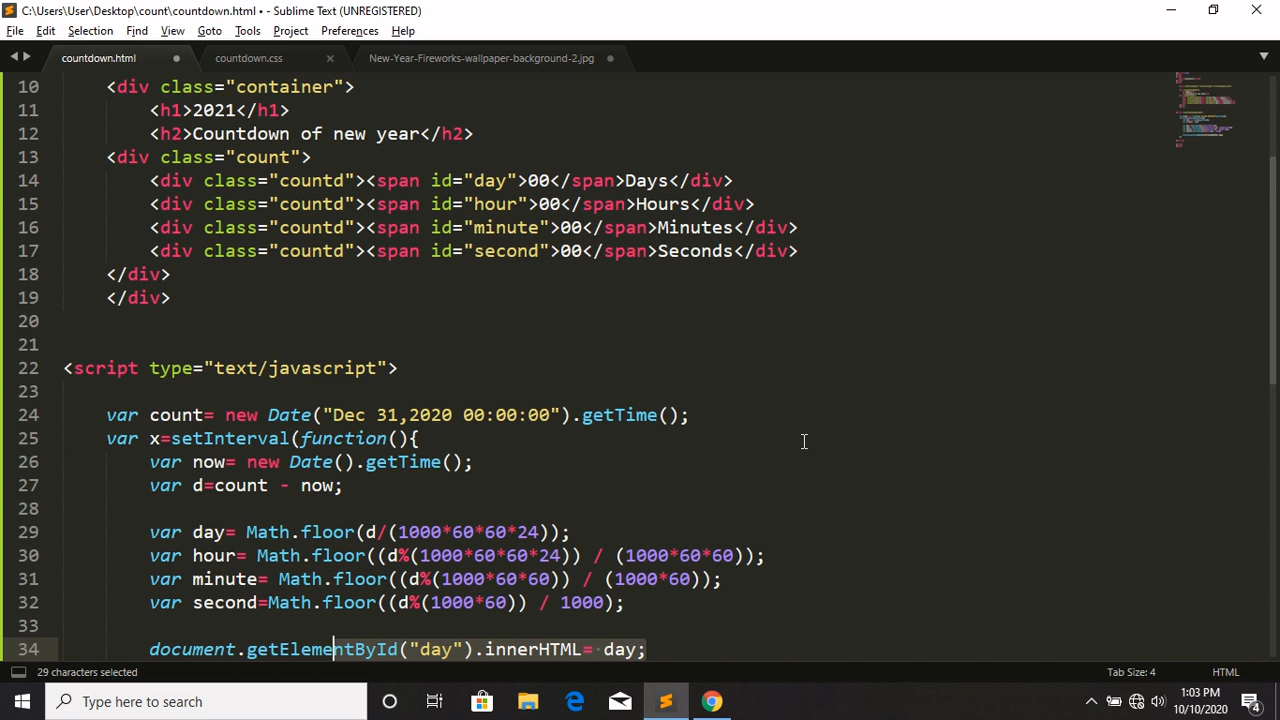 C:\Users\User\Desktop\count\countdown.html • - Sublime Text (UNREGISTERED)
File Edit Selection Find View Goto Tools Project Preferences Help
countdown.html countdown.css New-Year-Fireworks-wallpaper-background-2.jpg
10 <div class="container">
11 <h1>2021</h1>
12 <h2>Countdown of new year</h2>
13 <div class="count">
14 <div class="countd"><span id="day">00</span>Days</div>
15 <div class="countd"><span id="hour">00</span>Hours</div>
16 <div class="countd"><span id="minute">00</span>Minutes</div>
17 <div class="countd"><span id="second">00</span>Seconds</div>
18 </div>
19 </div>
20
21
22 <script type="text/javascript">
23
24 var count= new Date("Dec 31,2020 00:00:00").getTime();
25 var x=setInterval(function(){
26 var now= new Date().getTime();
27 var d=count - now;
28
29 var day= Math.floor(d/(1000*60*60*24));
30 var hour= Math.floor((d%(1000*60*60*24)) / (1000*60*60));
31 var minute= Math.floor((d%(1000*60*60)) / (1000*60));
32 var second=Math.floor((d%(1000*60)) / 1000);
33
34 document.getElementById("day").innerHTML= day;
29 characters selected Tab Size: 4 HTML
Type here to search
1:03 PM
10/10/2020
4